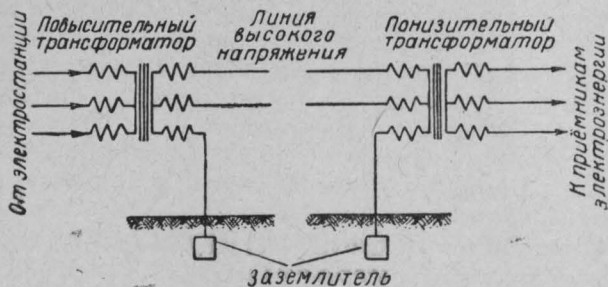 Повысительный
трансформатор
Линия
высокого
напряжения
Понизительный
трансформатор
От электростанции
К приёмникам
электроэнергии
Заземлитель